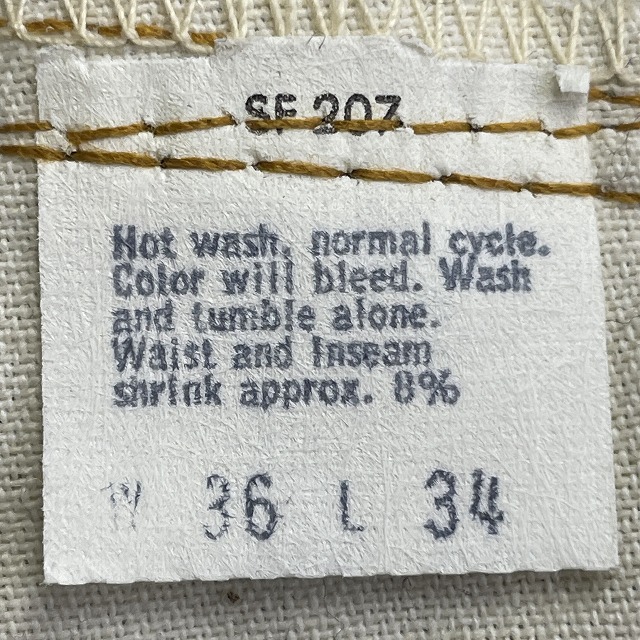 SF 207
Hot wash, normal cycle.
Color will bleed. Wash
and tumble alone.
Waist and Inseam
shrink approx. 8%
W 36 L 34